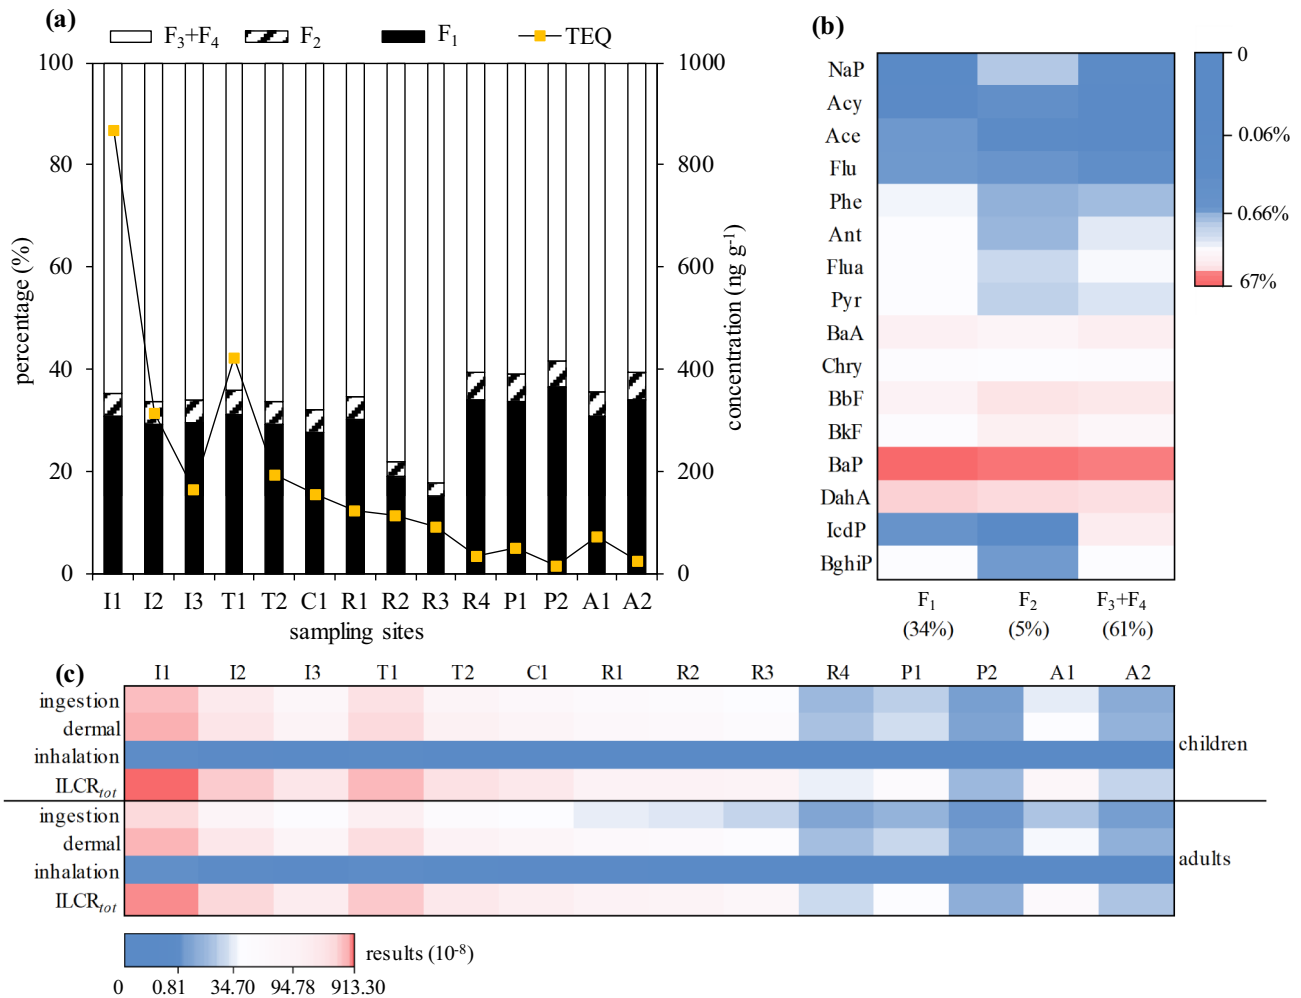 (a)
F3+F4 F2 F1 TEQ
100 1000
80 800
60 600
40 400
20 200
0 0
percentage (%)
concentration (ng g-1)
I1 I2 I3 T1 T2 C1 R1 R2 R3 R4 P1 P2 A1 A2
sampling sites
(b)
NaP
Acy
Ace
Flu
Phe
Ant
Flua
Pyr
BaA
Chry
BbF
BkF
BaP
DahA
IcdP
BghiP
F1 F2 F3+F4
(34%) (5%) (61%)
0
0.06%
0.66%
67%
(c)
I1 I2 I3 T1 T2 C1 R1 R2 R3 R4 P1 P2 A1 A2
ingestion
dermal
inhalation
ILCRtot
children
ingestion
dermal
inhalation
ILCRtot
adults
results (10-8)
0 0.81 34.70 94.78 913.30